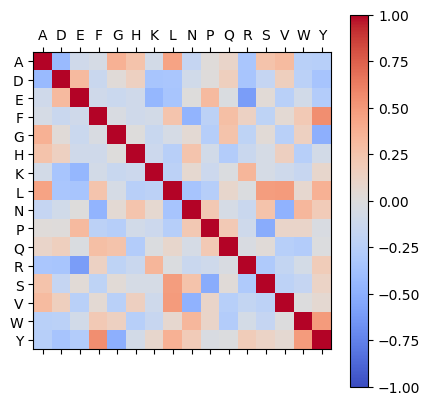 A D E F G H K L N P Q R S V W Y
A
D
E
F
G
H
K
L
N
P
Q
R
S
V
W
Y
1.00
0.75
0.50
0.25
0.00
−0.25
−0.50
−0.75
−1.00